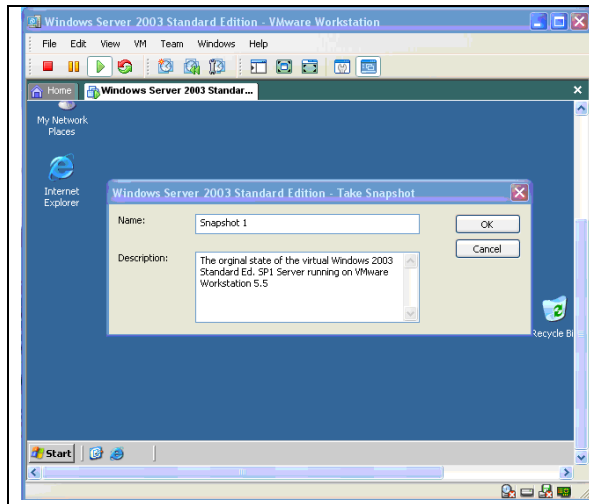 Windows Server 2003 Standard Edition - VMware Workstation
File Edit View VM Team Windows Help
Home Windows Server 2003 Standar...
My Network
Places
Internet
Explorer
Windows Server 2003 Standard Edition - Take Snapshot
Name:
Snapshot 1
OK
Cancel
Description:
The orginal state of the virtual Windows 2003
Standard Ed. SP1 Server running on VMware
Workstation 5.5
Recycle Bi
Start